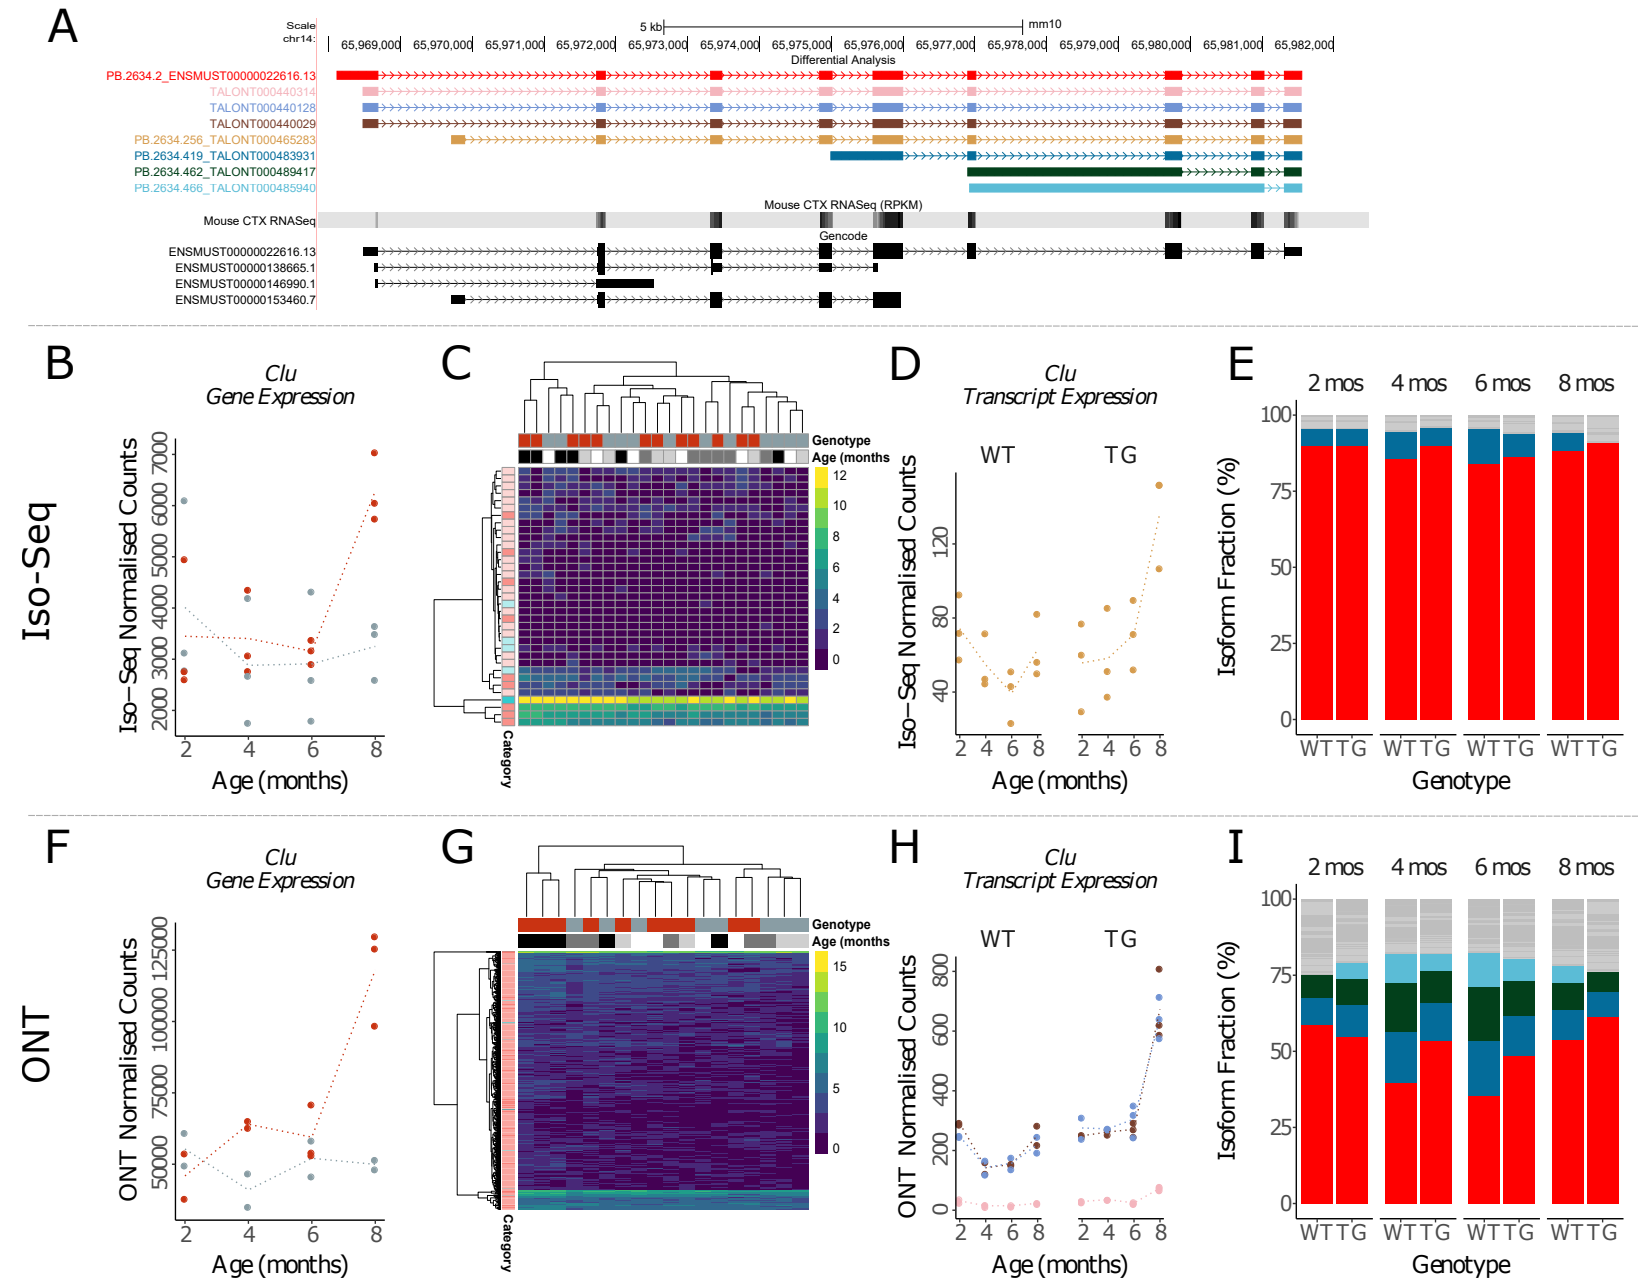 A
Scale
5 kb
mm10
chr14:
65,969,000
65,970,000
65,971,000
65,972,000
65,973,000
65,974,000
65,975,000
65,976,000
65,977,000
65,978,000
65,979,000
65,980,000
65,981,000
65,982,000
Differential Analysis
PB.2634.2_ENSMUST00000022616.13
TALONT000440314
TALONT000440128
TALONT000440029
PB.2634.256_TALONT000465283
PB.2634.419_TALONT000483931
PB.2634.462_TALONT000489417
PB.2634.466_TALONT000485940
Mouse CTX RNASeq (RPKM)
Mouse CTX RNASeq
Gencode
ENSMUST00000022616.13
ENSMUST00000138665.1
ENSMUST00000146990.1
ENSMUST00000153460.7
Iso-Seq
B
Clu
Gene Expression
Iso−Seq Normalised Counts
7000
6000
5000
4000
3000
2000
2 4 6 8
Age (months)
C
Genotype
Age (months
12
10
8
6
4
2
0
Category
D
Clu
Transcript Expression
WT TG
Iso−Seq Normalised Counts
120
80
40
2 4 6 8 2 4 6 8
Age (months)
E
2 mos 4 mos 6 mos 8 mos
Isoform Fraction (%)
100
75
50
25
0
WT TG WT TG WT TG WT TG
Genotype
ONT
F
Clu
Gene Expression
ONT Normalised Counts
125000
100000
75000
50000
2 4 6 8
Age (months)
G
Genotype
Age (months
15
10
5
0
Category
H
Clu
Transcript Expression
WT TG
ONT Normalised Counts
800
600
400
200
0
2 4 6 8 2 4 6 8
Age (months)
I
2 mos 4 mos 6 mos 8 mos
Isoform Fraction (%)
100
75
50
25
0
WT TG WT TG WT TG WT TG
Genotype